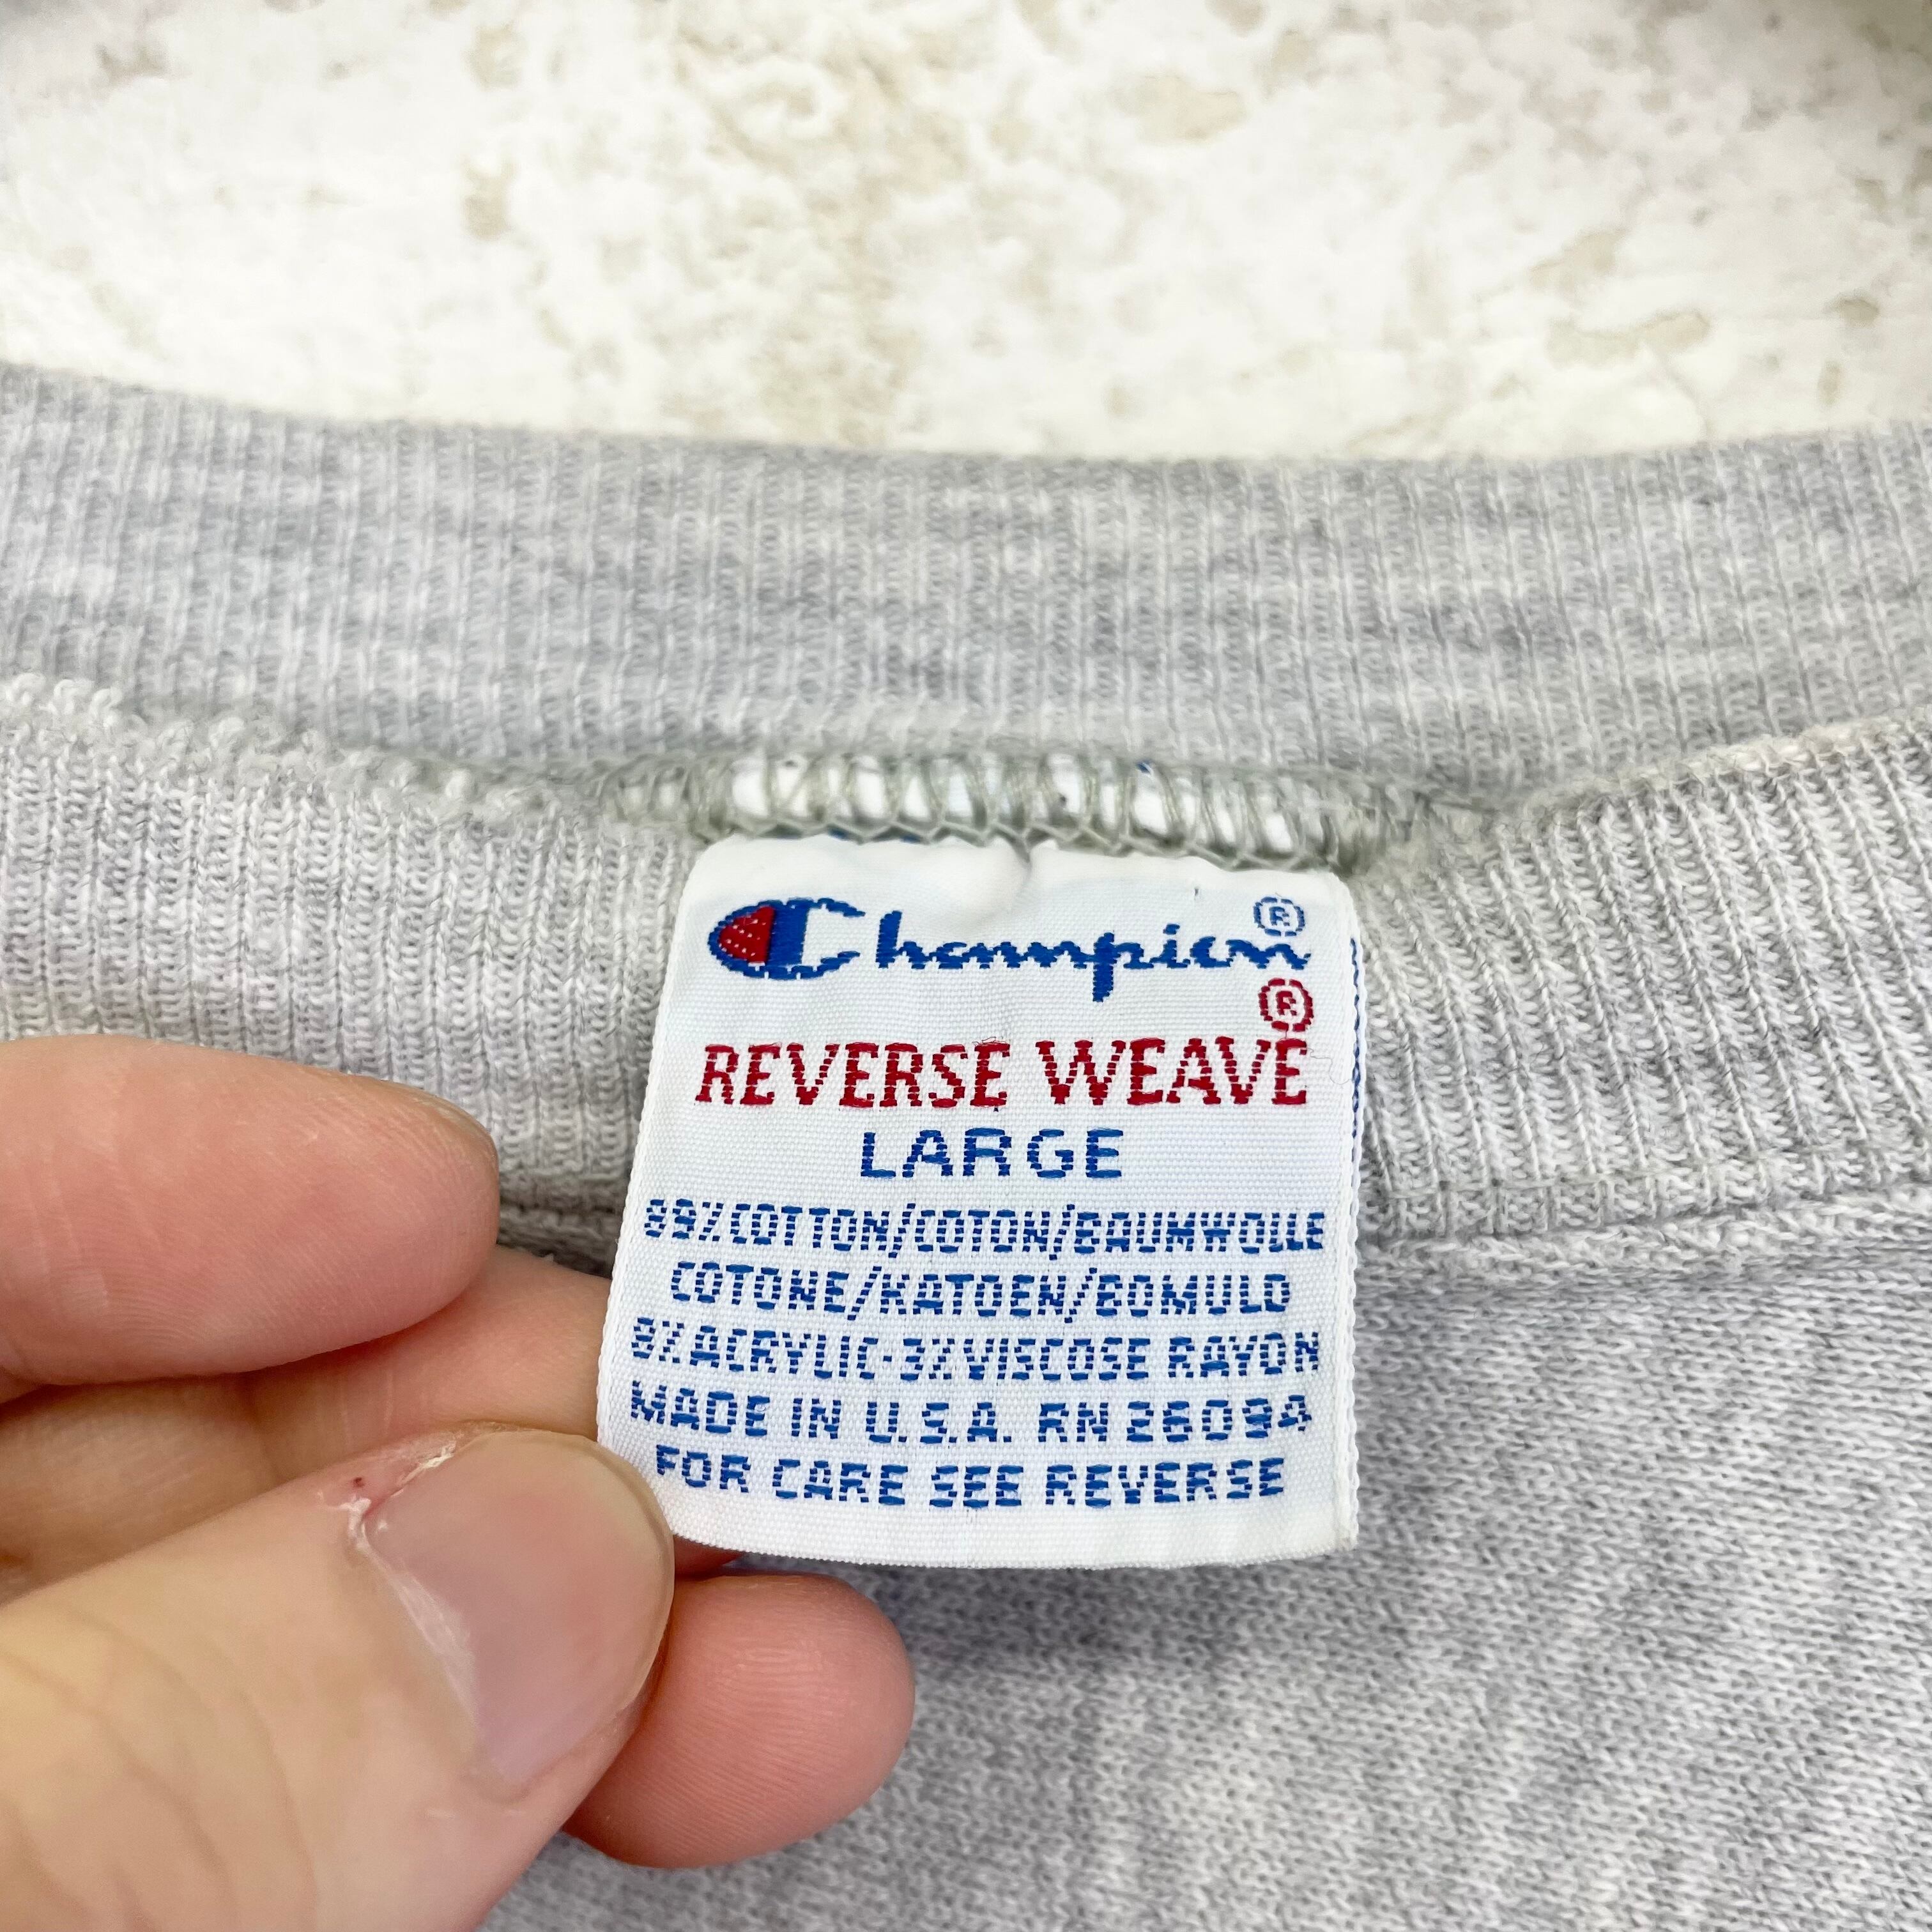 Champion®
®
REVERSE WEAVE
LARGE
89% COTTON/COTON/BAUMWOLLE
COTONE/KATOEN/BOMULD
8% ACRYLIC-3% VISCOSE RAYON
MADE IN U.S.A. RN 26094
FOR CARE SEE REVERSE